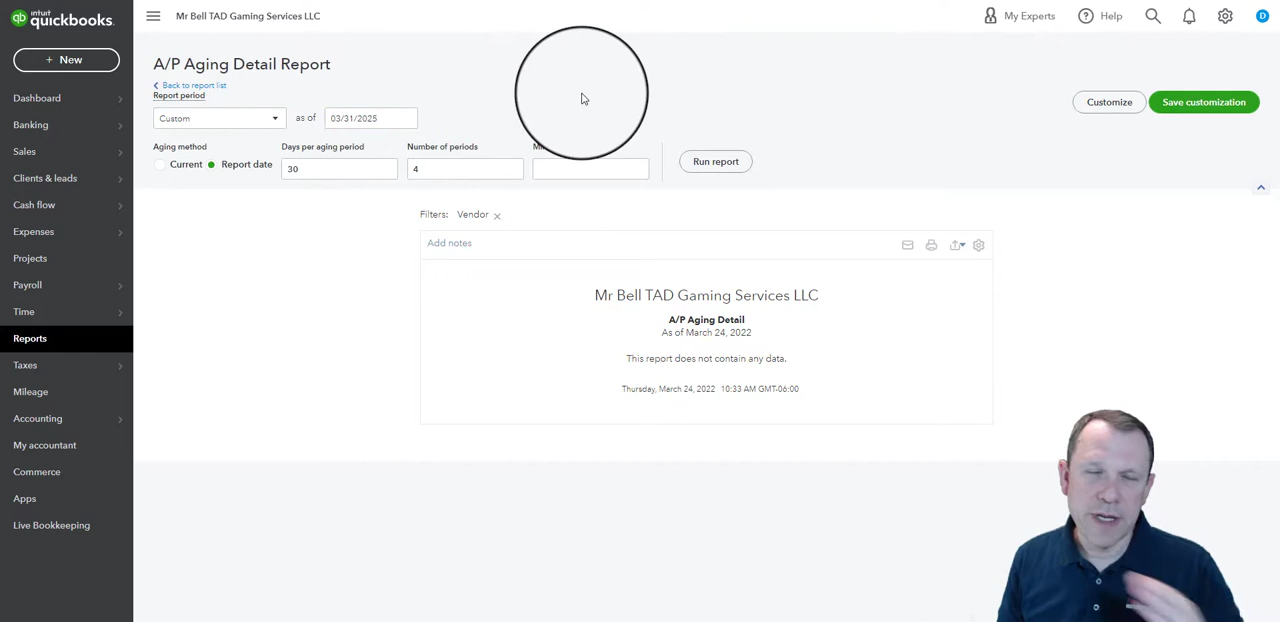 intuit
quickbooks.
Mr Bell TAD Gaming Services LLC
My Experts
Help
D
+ New
Dashboard
Banking
Sales
Clients & leads
Cash flow
Expenses
Projects
Payroll
Time
Reports
Taxes
Mileage
Accounting
My accountant
Commerce
Apps
Live Bookkeeping
A/P Aging Detail Report
Back to report list
Report period
Custom as of 03/31/2025
Customize
Save customization
Aging method Days per aging period Number of periods
Current Report date 30 4
Run report
Filters: Vendor
Add notes
Mr Bell TAD Gaming Services LLC
A/P Aging Detail
As of March 24, 2022
This report does not contain any data.
Thursday, March 24, 2022 10:33 AM GMT-06:00